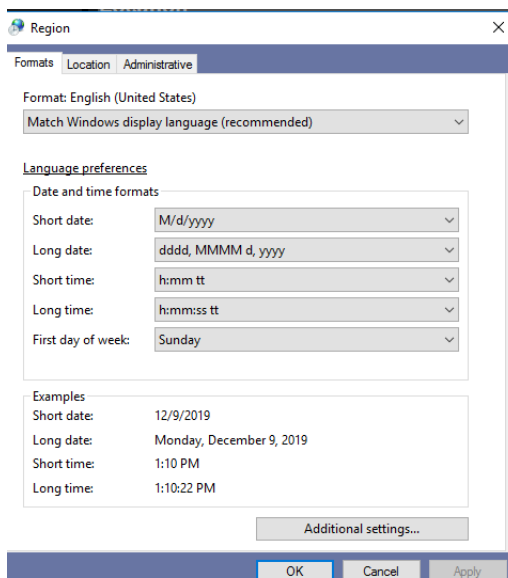 Region
Formats Location Administrative
Format: English (United States)
Match Windows display language (recommended)
Language preferences
Date and time formats
Short date: M/d/yyyy
Long date: dddd, MMMM d, yyyy
Short time: h:mm tt
Long time: h:mm:ss tt
First day of week: Sunday
Examples
Short date: 12/9/2019
Long date: Monday, December 9, 2019
Short time: 1:10 PM
Long time: 1:10:22 PM
Additional settings...
OK Cancel Apply